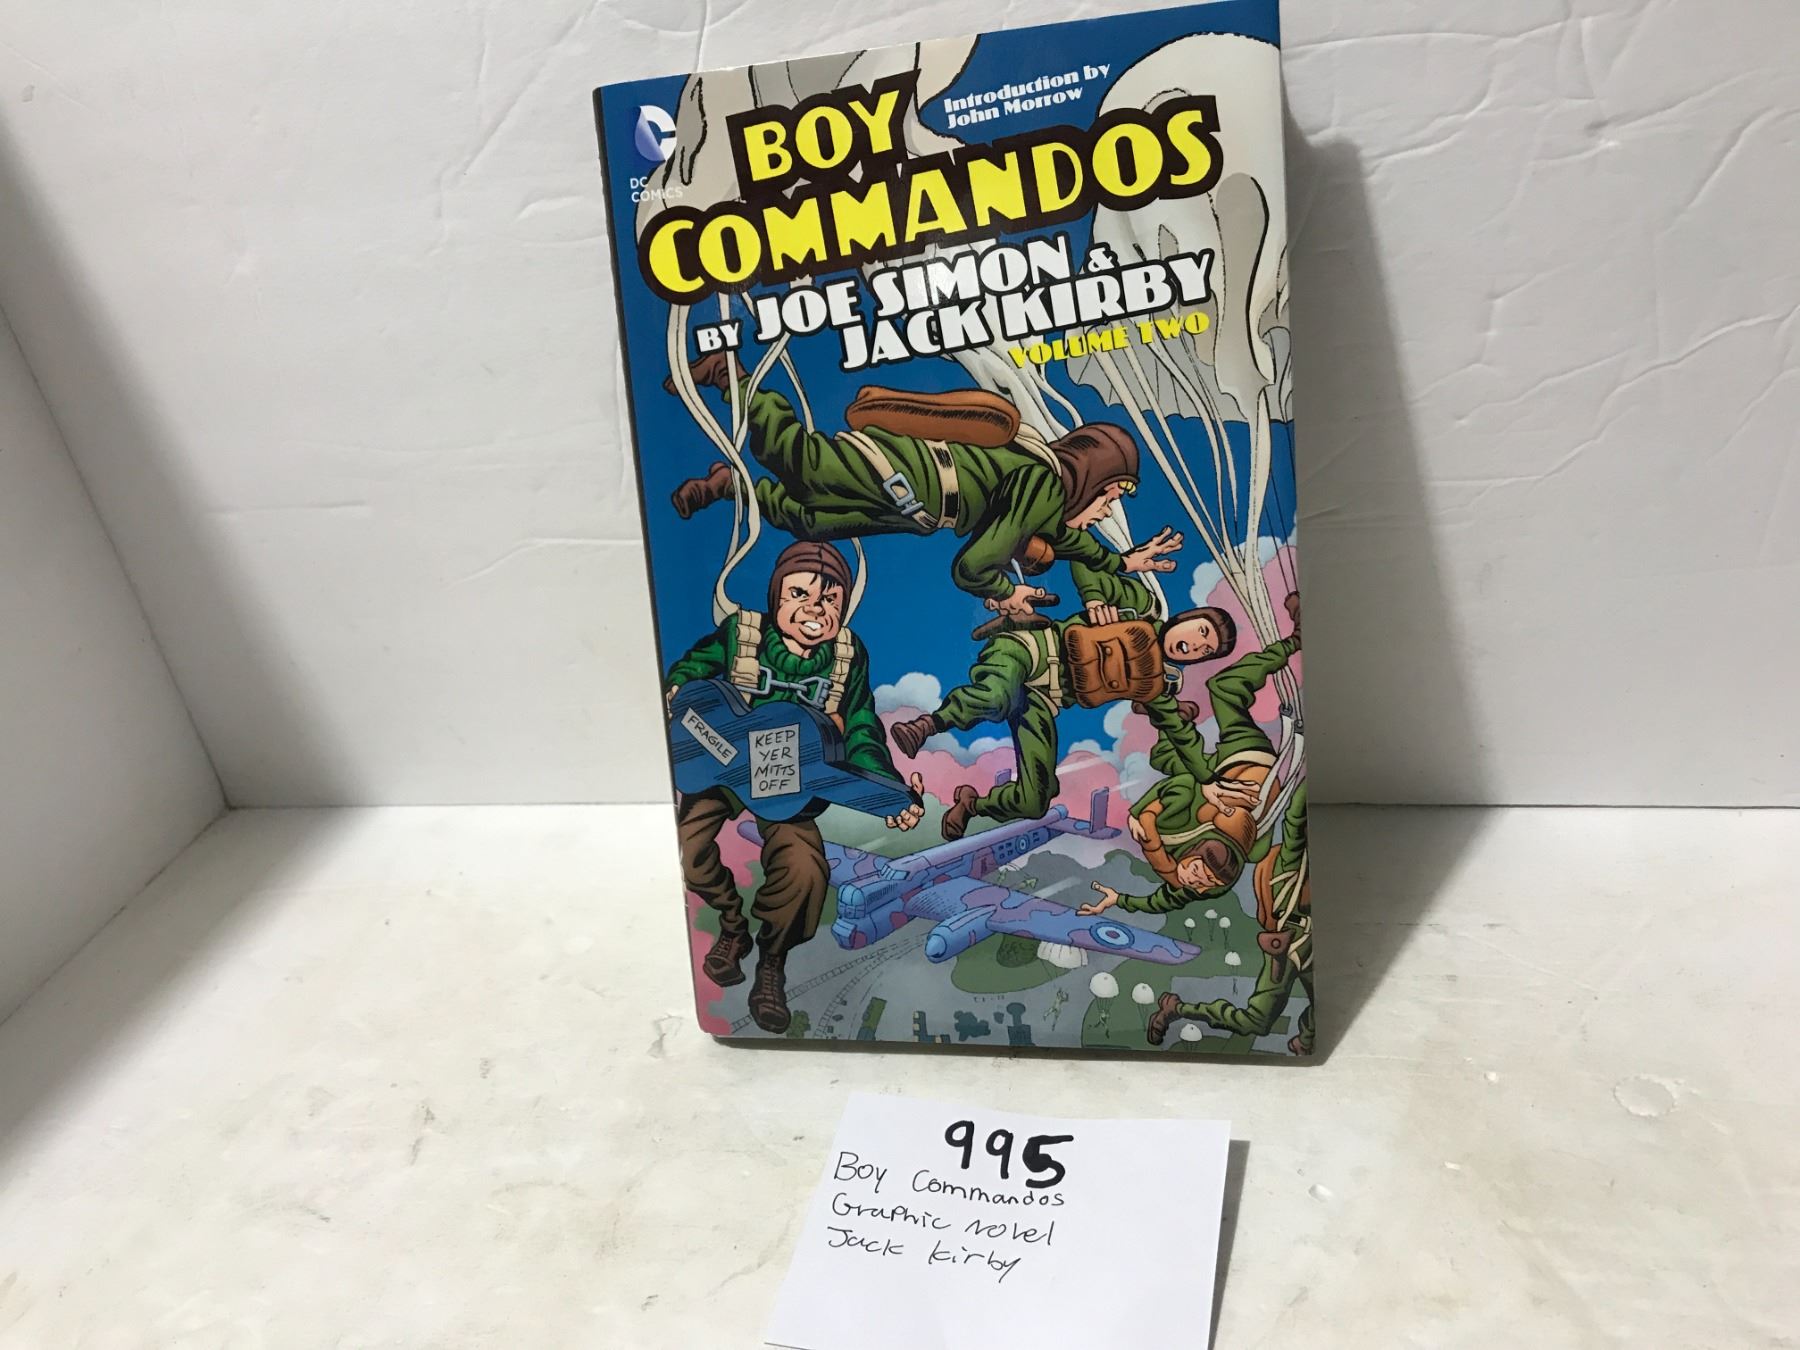 Introduction by
John Morrow
DC
COMICS
BOY
COMMANDOS
BY JOE SIMON &
JACK KIRBY
VOLUME TWO
FRAGILE
KEEP
YER
MITTS
OFF
995
Boy Commandos
Graphic Novel
Jack Kirby